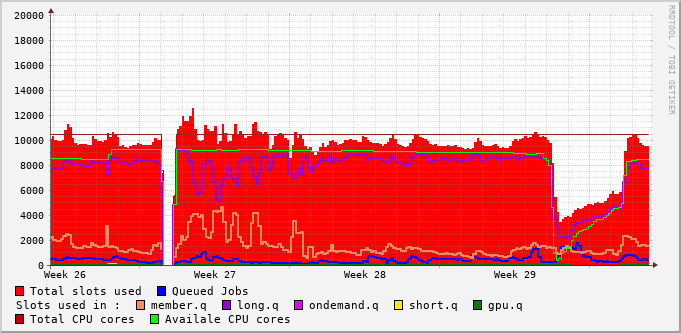 20000
18000
16000
14000
12000
10000
8000
6000
4000
2000
0
Week 26 Week 27 Week 28 Week 29
Total slots used Queued Jobs
Slots used in : member.q long.q ondemand.q short.q gpu.q
Total CPU cores Availale CPU cores
RRDTOOL / TOBI OETIKER